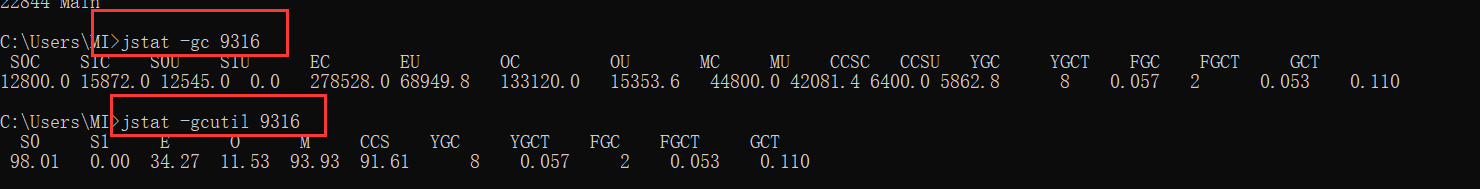 22844 Main
C:\Users\MI>jstat -gc 9316
S0C S1C S0U S1U EC EU OC OU MC MU CCSC CCSU YGC YGCT FGC FGCT GCT
12800.0 15872.0 12545.0 0.0 278528.0 68949.8 133120.0 15353.6 44800.0 42081.4 6400.0 5862.8 8 0.057 2 0.053 0.110
C:\Users\MI>jstat -gcutil 9316
S0 S1 E O M CCS YGC YGCT FGC FGCT GCT
98.01 0.00 34.27 11.53 93.93 91.61 8 0.057 2 0.053 0.110